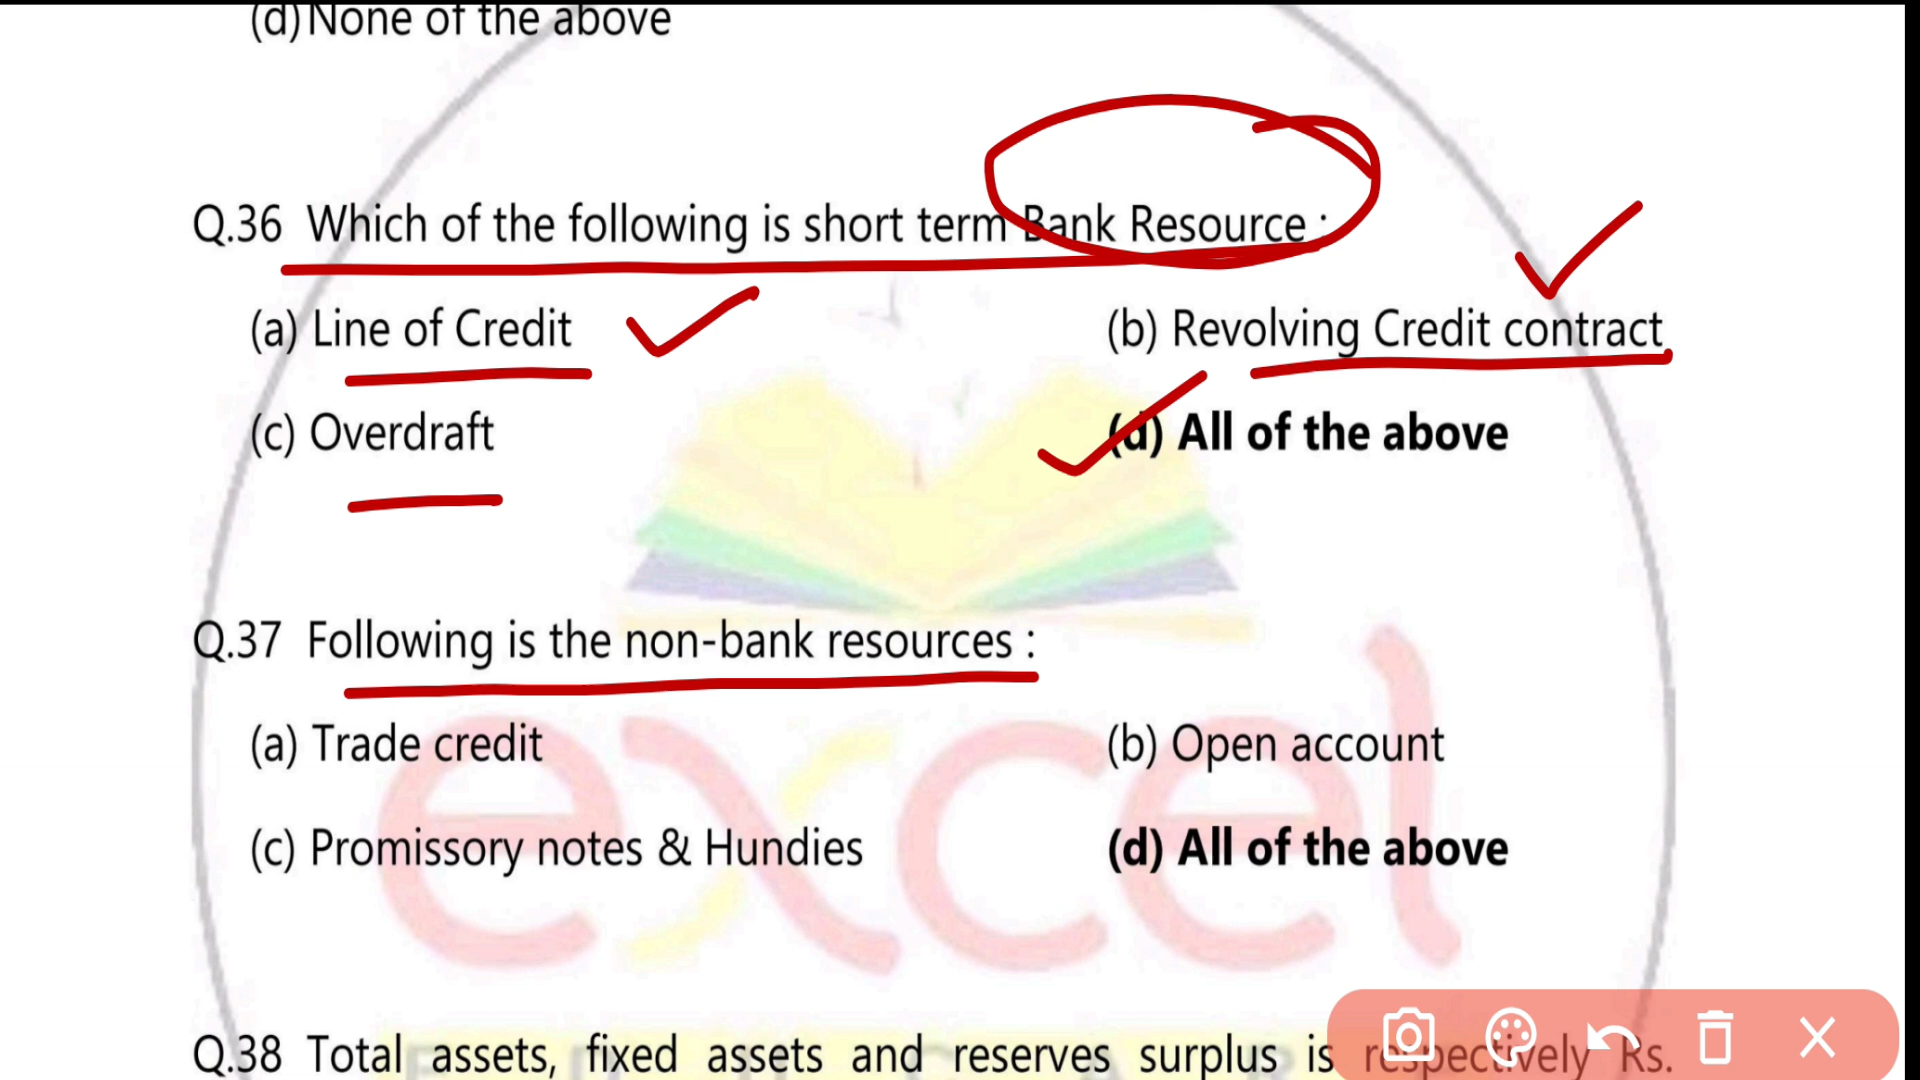 (d) None of the above
Q.36 Which of the following is short term Bank Resource :
(a) Line of Credit (b) Revolving Credit contract
(c) Overdraft (d) All of the above
Q.37 Following is the non-bank resources :
(a) Trade credit (b) Open account
(c) Promissory notes & Hundies (d) All of the above
excel
Q.38 Total assets, fixed assets and reserves surplus is respectively Rs.